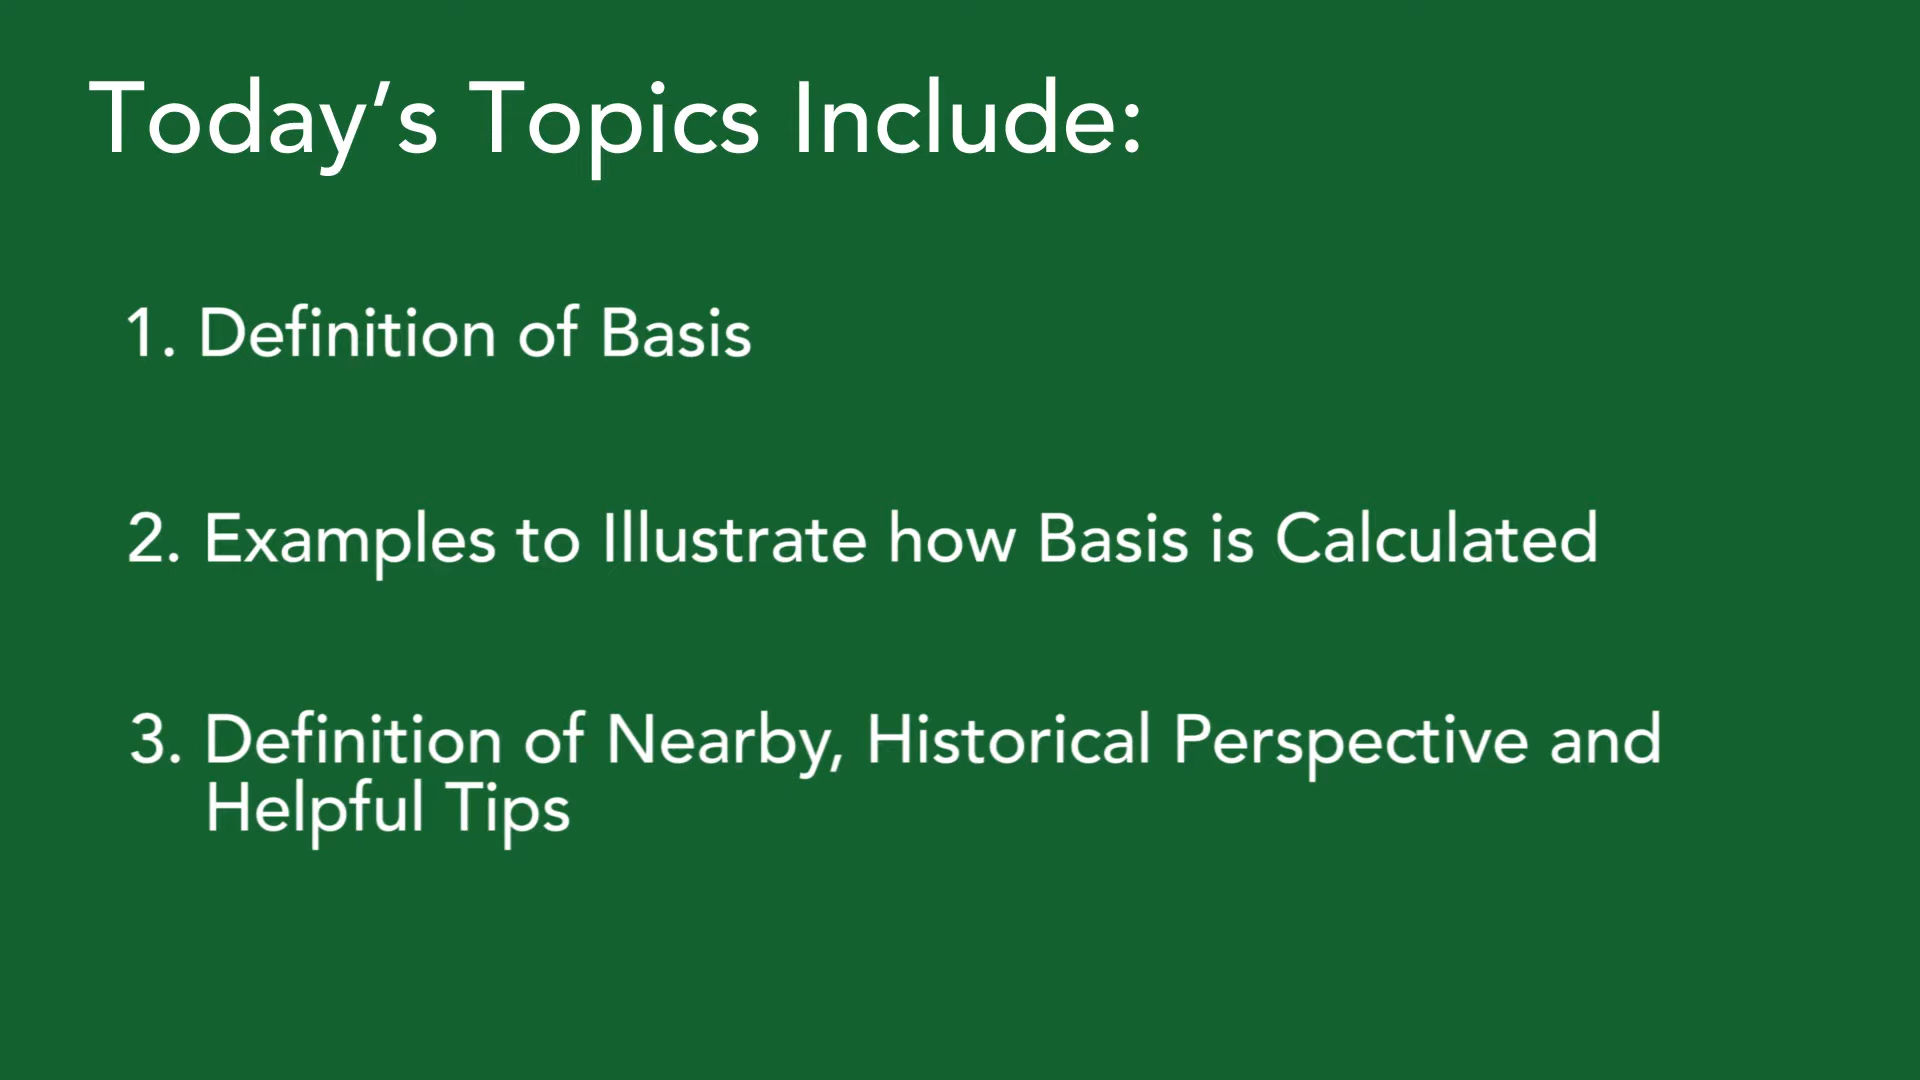 Today’s Topics Include:
1. Definition of Basis
2. Examples to Illustrate how Basis is Calculated
3. Definition of Nearby, Historical Perspective and
Helpful Tips